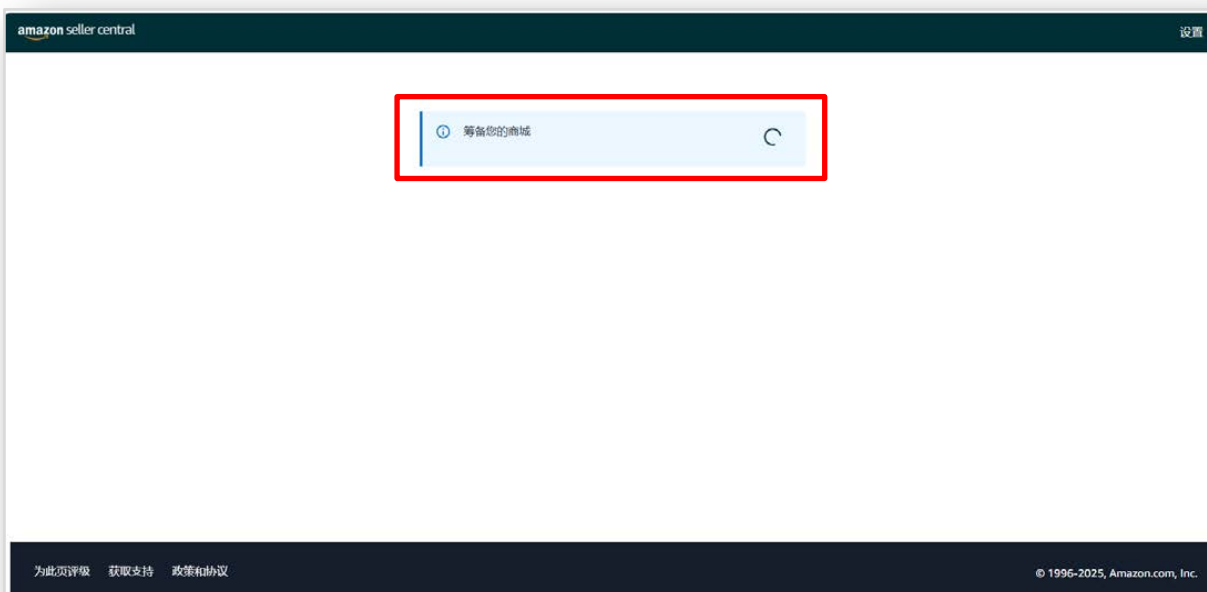 amazon seller central
设置
筹备您的商城
为此页评级 获取支持 政策和协议
© 1996-2025, Amazon.com, Inc.